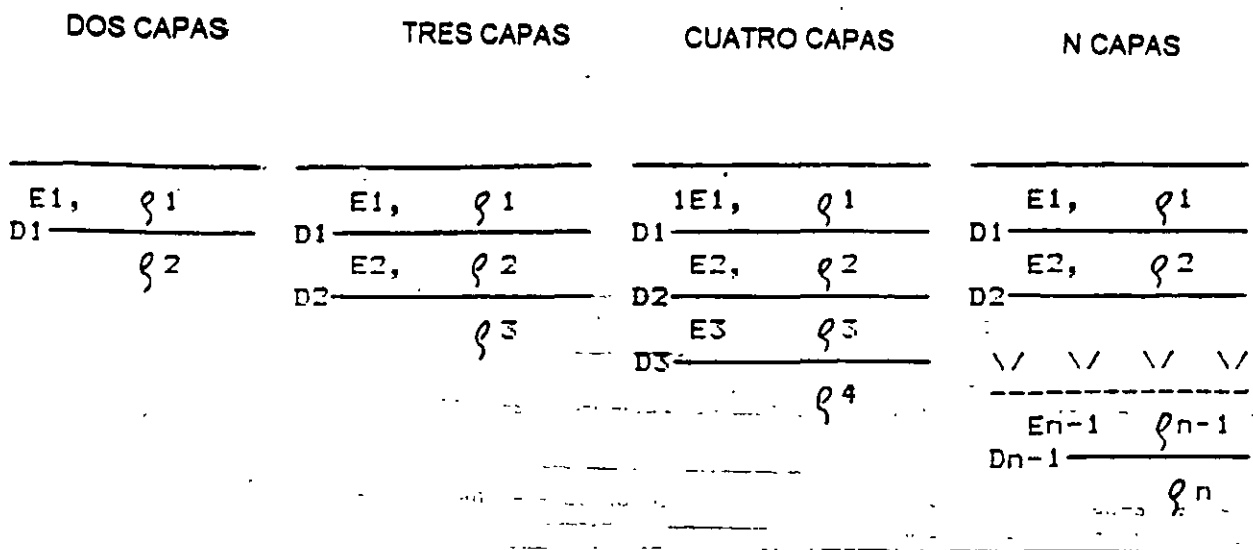 DOS CAPAS
E1, ρ1
D1
ρ2
TRES CAPAS
E1, ρ1
D1
E2, ρ2
D2
ρ3
CUATRO CAPAS
1E1, ρ1
D1
E2, ρ2
D2
E3 ρ3
D3
ρ4
N CAPAS
E1, ρ1
D1
E2, ρ2
D2
\/ \/ \/ \/
En-1 ρn-1
Dn-1
ρn